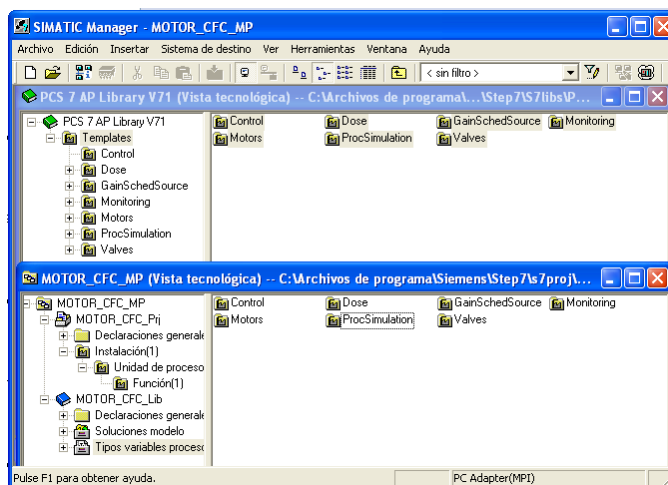 SIMATIC Manager - MOTOR_CFC_MP
Archivo Edición Insertar Sistema de destino Ver Herramientas Ventana Ayuda
< sin filtro >
PCS 7 AP Library V71 (Vista tecnológica) -- C:\Archivos de programa\...\Step7\S7libs\P...
PCS 7 AP Library V71
Templates
Control
Dose
GainSchedSource
Monitoring
Motors
ProcSimulation
Valves
Control Dose GainSchedSource Monitoring
Motors ProcSimulation Valves
MOTOR_CFC_MP (Vista tecnológica) -- C:\Archivos de programa\Siemens\Step7\s7proj\...
MOTOR_CFC_MP
MOTOR_CFC_Prj
Declaraciones generale
Instalación(1)
Unidad de proceso
Función(1)
MOTOR_CFC_Lib
Declaraciones generale
Soluciones modelo
Tipos variables proceso
Control Dose GainSchedSource Monitoring
Motors ProcSimulation Valves
Pulse F1 para obtener ayuda. PC Adapter(MPI)